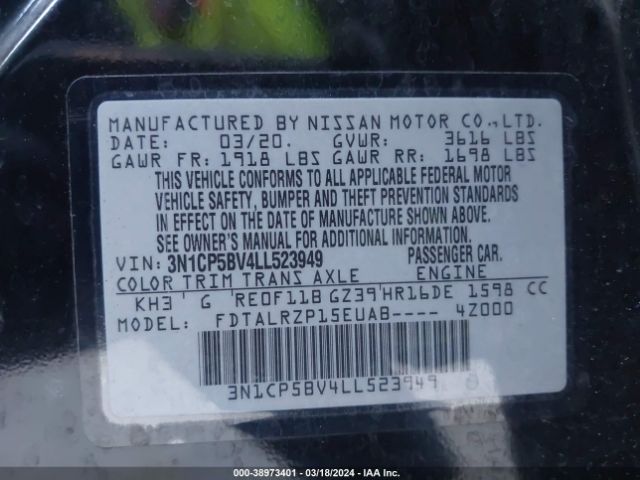 MANUFACTURED BY NISSAN MOTOR CO.,LTD.
DATE: 03/20. GVWR: 3616 LBS
GAWR FR: 1918 LBS GAWR RR: 1698 LBS
THIS VEHICLE CONFORMS TO ALL APPLICABLE FEDERAL MOTOR
VEHICLE SAFETY, BUMPER AND THEFT PREVENTION STANDARDS
IN EFFECT ON THE DATE OF MANUFACTURE SHOWN ABOVE.
SEE OWNER'S MANUAL FOR ADDITIONAL INFORMATION.
VIN: 3N1CP5BV4LL523949 PASSENGER CAR.
COLOR TRIM TRANS AXLE ENGINE
KH3 G RE0F11B GZ39 HR16DE 1598 CC
MODEL: FDTALRZP15EUAB---- 4Z000
3N1CP5BV4LL523949
000-38973401 - 03/18/2024 - IAA Inc.